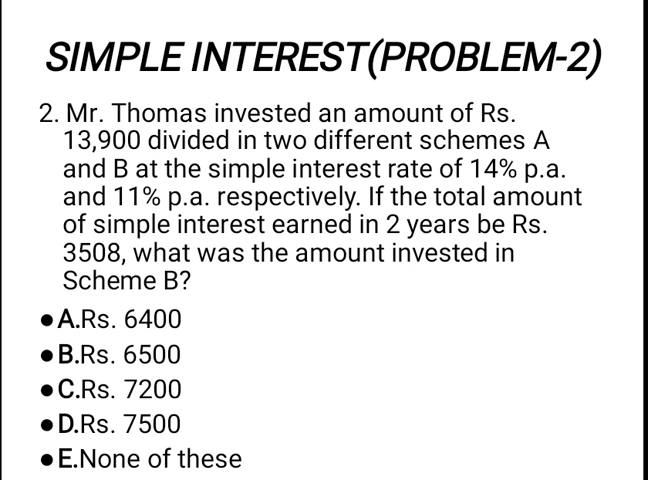 SIMPLE INTEREST(PROBLEM-2)
2. Mr. Thomas invested an amount of Rs.
13,900 divided in two different schemes A
and B at the simple interest rate of 14% p.a.
and 11% p.a. respectively. If the total amount
of simple interest earned in 2 years be Rs.
3508, what was the amount invested in
Scheme B?
●A.Rs. 6400
●B.Rs. 6500
●C.Rs. 7200
●D.Rs. 7500
●E.None of these